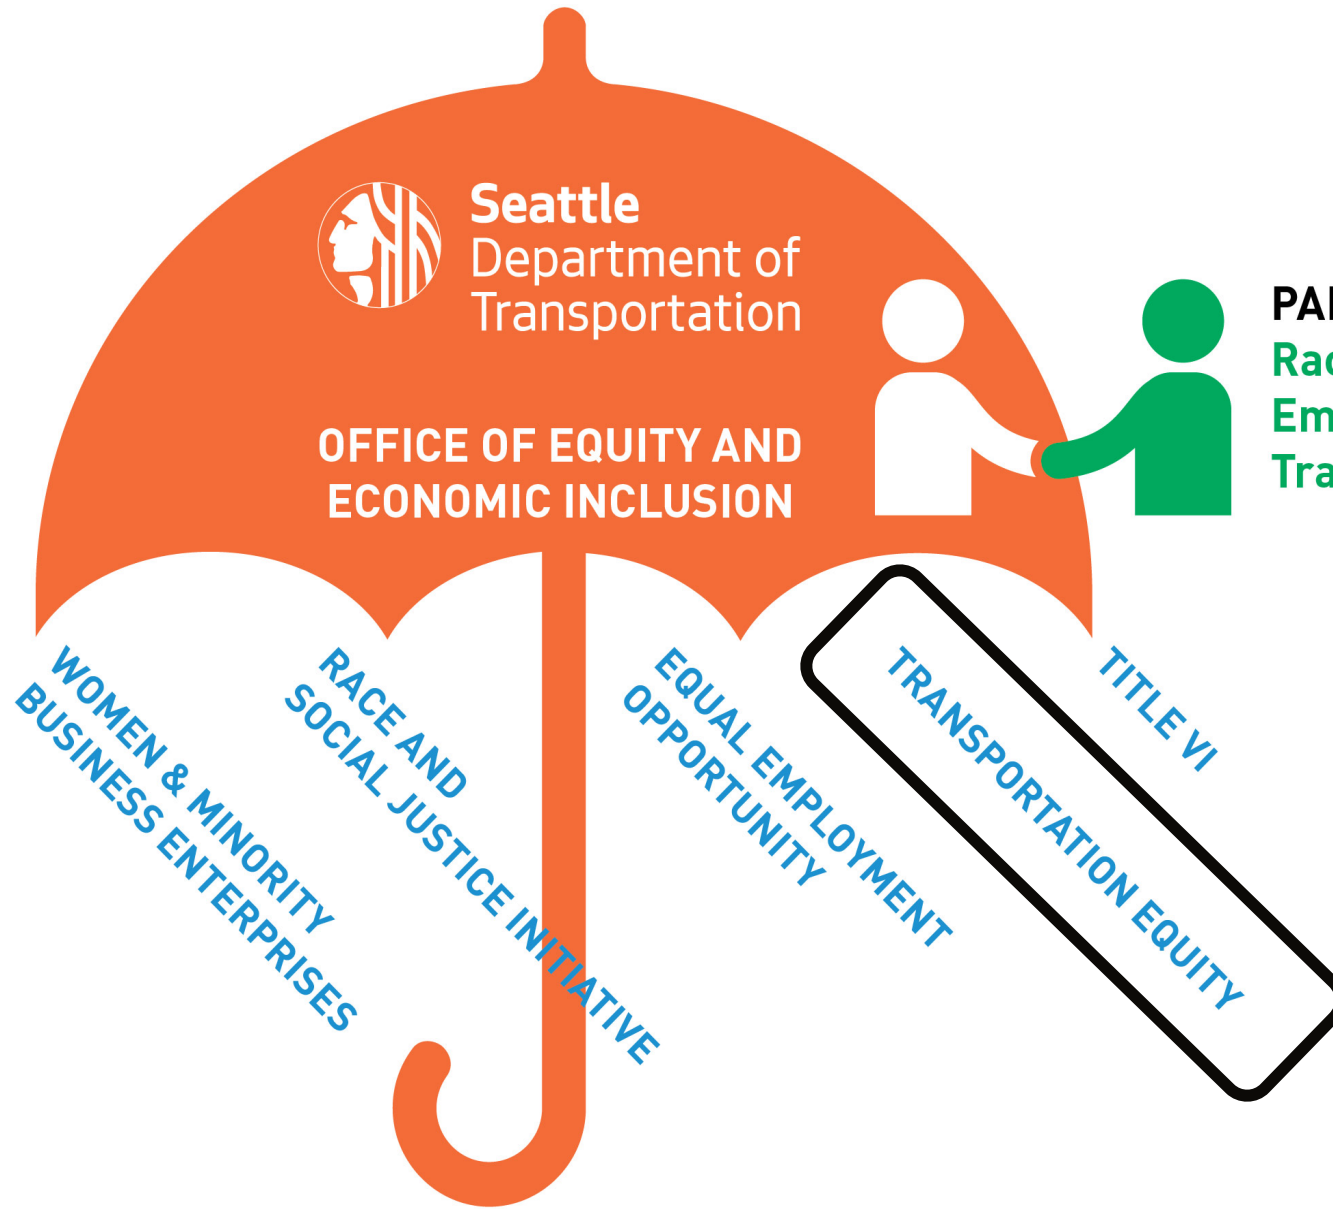 Seattle
Department of
Transportation
OFFICE OF EQUITY AND
ECONOMIC INCLUSION
WOMEN & MINORITY
BUSINESS ENTERPRISES
RACE AND
SOCIAL JUSTICE INITIATIVE
EQUAL EMPLOYMENT
OPPORTUNITY
TRANSPORTATION EQUITY
TITLE VI